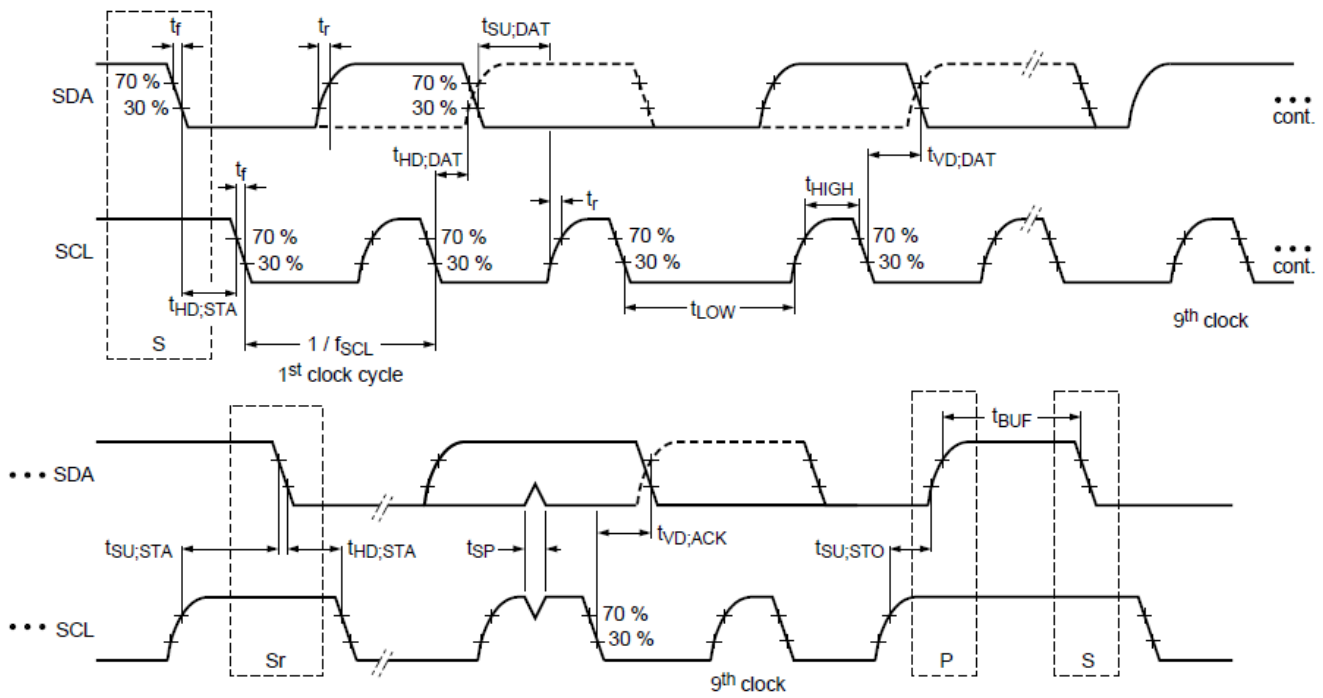 tf tr tSU;DAT
70 % 70 %
SDA
30 % 30 %
••• cont.
tHD;DAT tVD;DAT
tf tr tHIGH
70 % 70 % 70 % 70 %
SCL
30 % 30 % 30 % 30 %
••• cont.
tHD;STA tLOW
S 1 / fSCL 9th clock
1st clock cycle
tBUF
••• SDA
tSU;STA tHD;STA tSP tVD;ACK tSU;STO
70 %
••• SCL
30 %
Sr P S
9th clock